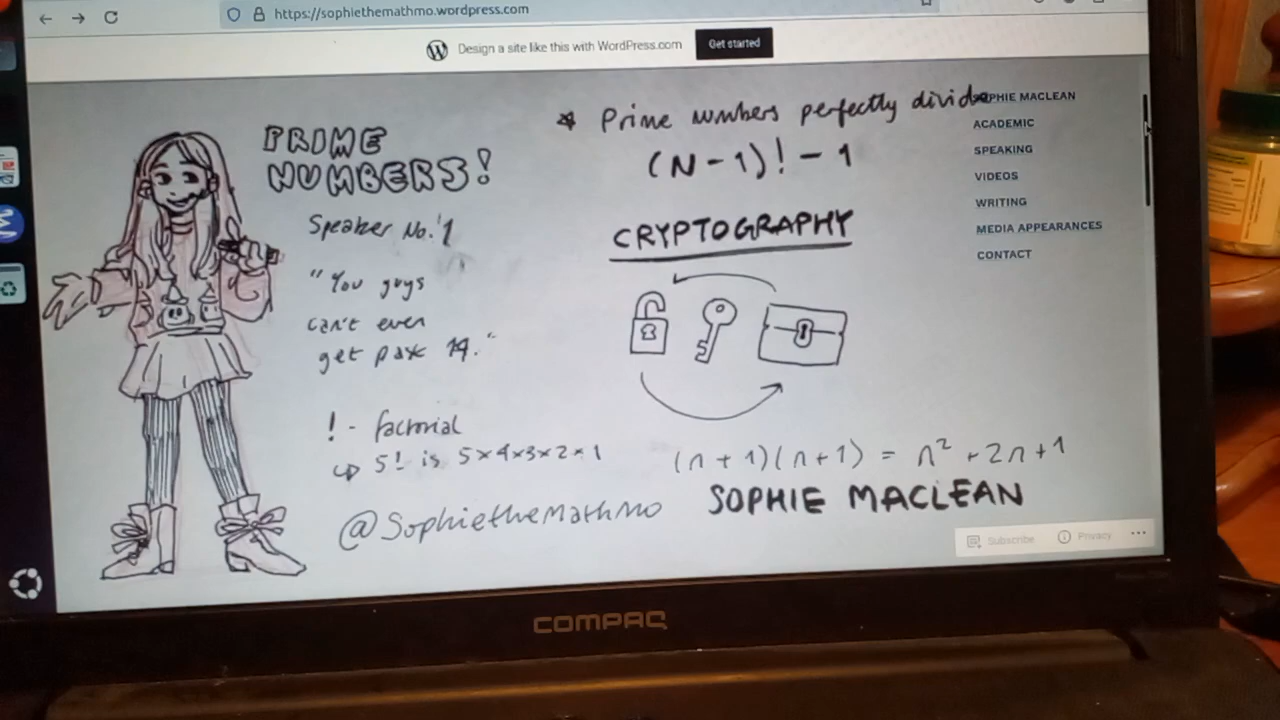 https://sophiethemathmo.wordpress.com
Design a site like this with WordPress.com
Get started
PRIME
NUMBERS!
Speaker No.1
"You guys
can't even
get past 19."
! - factorial
↳ 5! is 5×4×3×2×1
@Sophiethemathmo
* Prime numbers perfectly divide
(N-1)! - 1
CRYPTOGRAPHY
(n+1)(n+1) = n² + 2n + 1
SOPHIE MACLEAN
SOPHIE MACLEAN
ACADEMIC
SPEAKING
VIDEOS
WRITING
MEDIA APPEARANCES
CONTACT
Subscribe
Privacy
COMPAQ